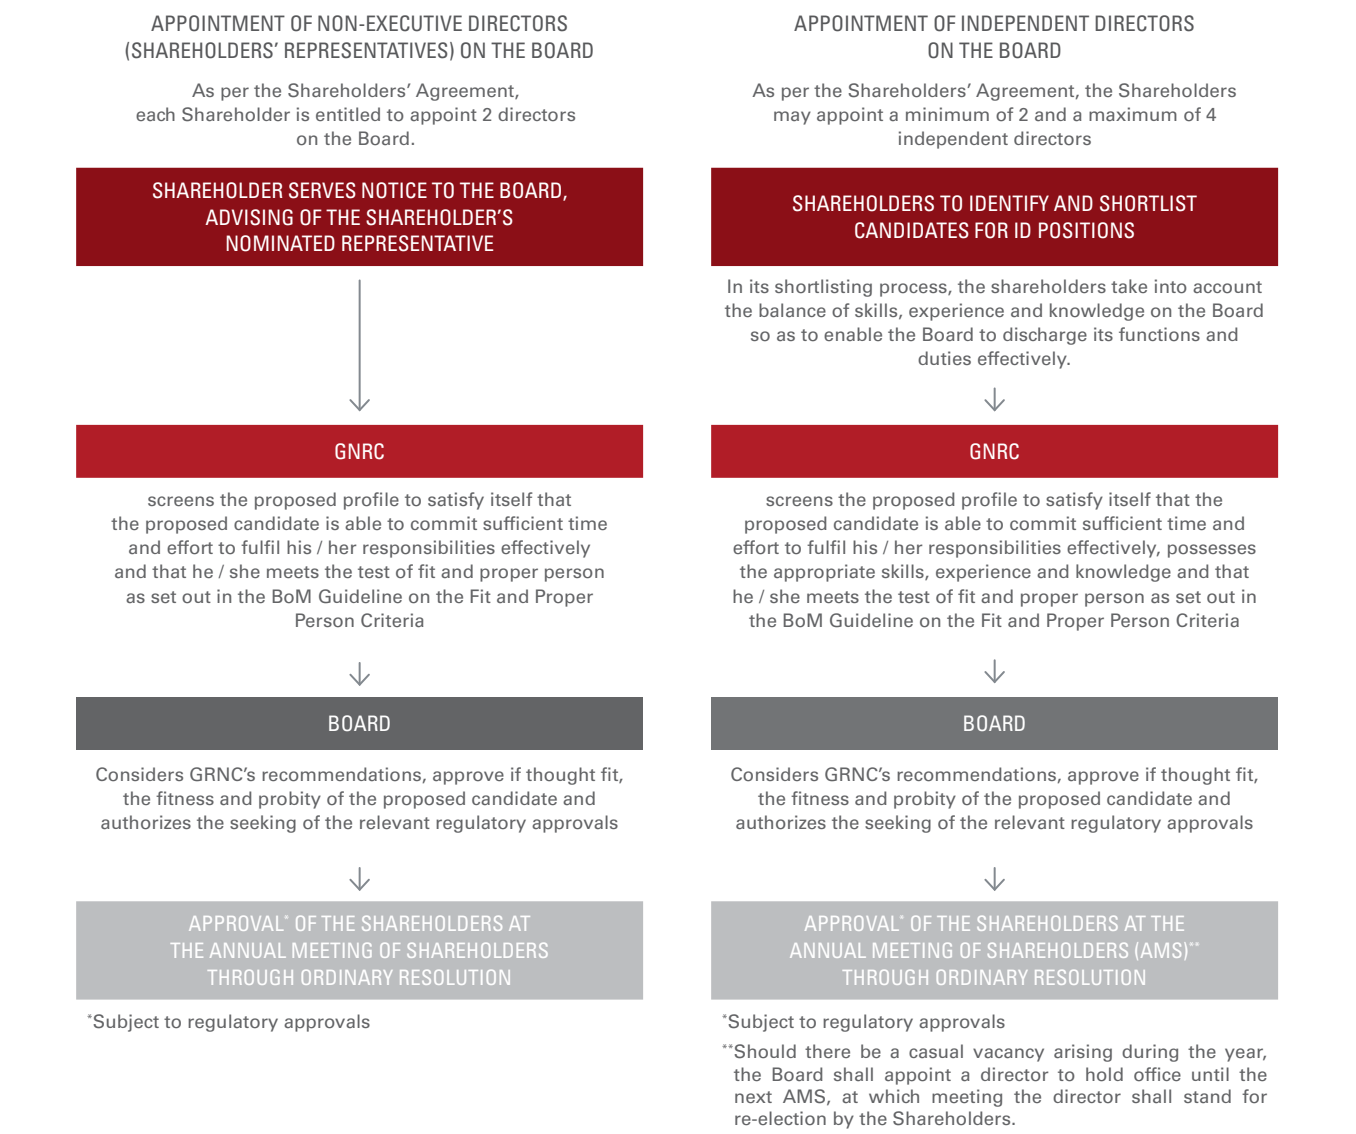 APPOINTMENT OF NON-EXECUTIVE DIRECTORS
(SHAREHOLDERS’ REPRESENTATIVES) ON THE BOARD
As per the Shareholders’ Agreement,
each Shareholder is entitled to appoint 2 directors
on the Board.
SHAREHOLDER SERVES NOTICE TO THE BOARD,
ADVISING OF THE SHAREHOLDER’S
NOMINATED REPRESENTATIVE
GNRC
screens the proposed profile to satisfy itself that
the proposed candidate is able to commit sufficient time
and effort to fulfil his / her responsibilities effectively
and that he / she meets the test of fit and proper person
as set out in the BoM Guideline on the Fit and Proper
Person Criteria
BOARD
Considers GRNC’s recommendations, approve if thought fit,
the fitness and probity of the proposed candidate and
authorizes the seeking of the relevant regulatory approvals
APPROVAL* OF THE SHAREHOLDERS AT
THE ANNUAL MEETING OF SHAREHOLDERS
THROUGH ORDINARY RESOLUTION
*Subject to regulatory approvals
APPOINTMENT OF INDEPENDENT DIRECTORS
ON THE BOARD
As per the Shareholders’ Agreement, the Shareholders
may appoint a minimum of 2 and a maximum of 4
independent directors
SHAREHOLDERS TO IDENTIFY AND SHORTLIST
CANDIDATES FOR ID POSITIONS
In its shortlisting process, the shareholders take into account
the balance of skills, experience and knowledge on the Board
so as to enable the Board to discharge its functions and
duties effectively.
GNRC
screens the proposed profile to satisfy itself that the
proposed candidate is able to commit sufficient time and
effort to fulfil his / her responsibilities effectively, possesses
the appropriate skills, experience and knowledge and that
he / she meets the test of fit and proper person as set out in
the BoM Guideline on the Fit and Proper Person Criteria
BOARD
Considers GRNC’s recommendations, approve if thought fit,
the fitness and probity of the proposed candidate and
authorizes the seeking of the relevant regulatory approvals
APPROVAL* OF THE SHAREHOLDERS AT THE
ANNUAL MEETING OF SHAREHOLDERS (AMS)**
THROUGH ORDINARY RESOLUTION
*Subject to regulatory approvals
**Should there be a casual vacancy arising during the year,
the Board shall appoint a director to hold office until the
next AMS, at which meeting the director shall stand for
re-election by the Shareholders.